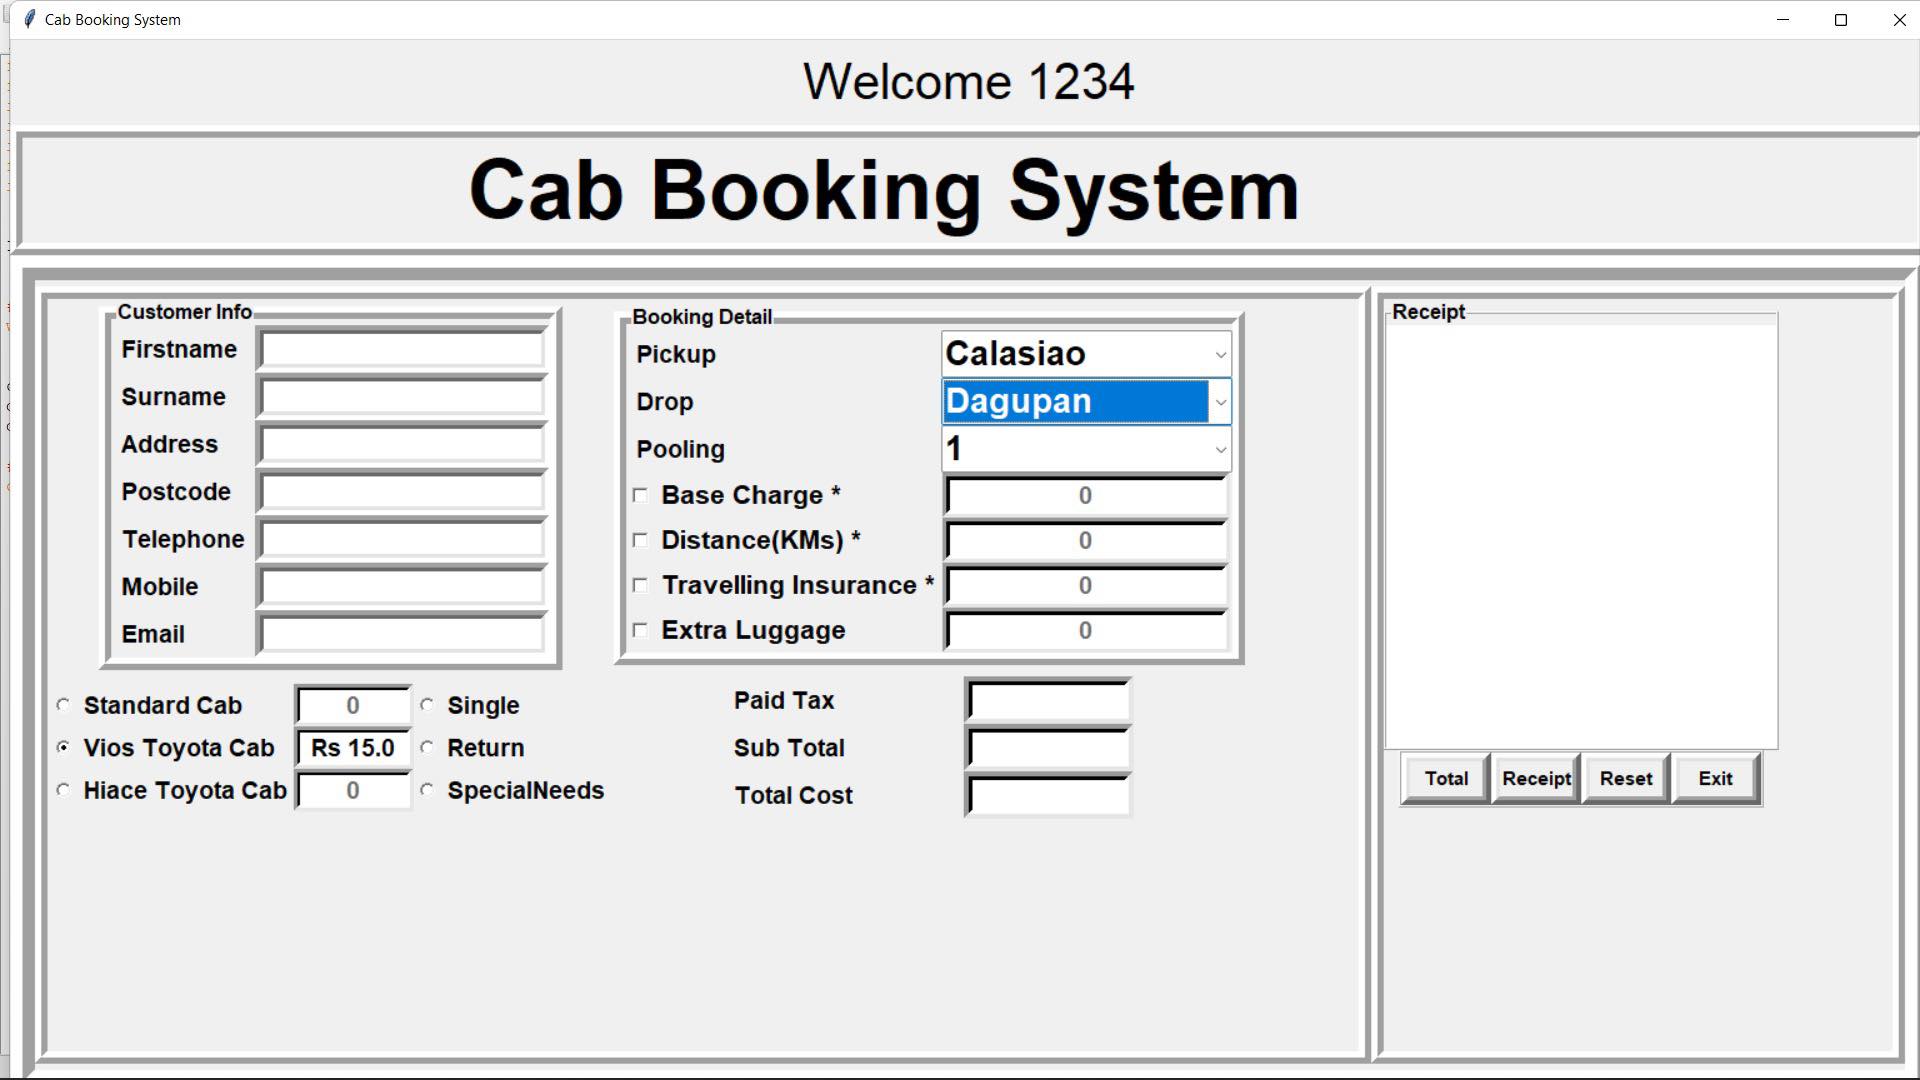 Cab Booking System
Welcome 1234
Cab Booking System
Customer Info
Firstname
Surname
Address
Postcode
Telephone
Mobile
Email
Booking Detail
Pickup Calasiao
Drop Dagupan
Pooling 1
Base Charge * 0
Distance(KMs) * 0
Travelling Insurance * 0
Extra Luggage 0
Standard Cab 0 Single
Vios Toyota Cab Rs 15.0 Return
Hiace Toyota Cab 0 SpecialNeeds
Paid Tax
Sub Total
Total Cost
Receipt
Total Receipt Reset Exit